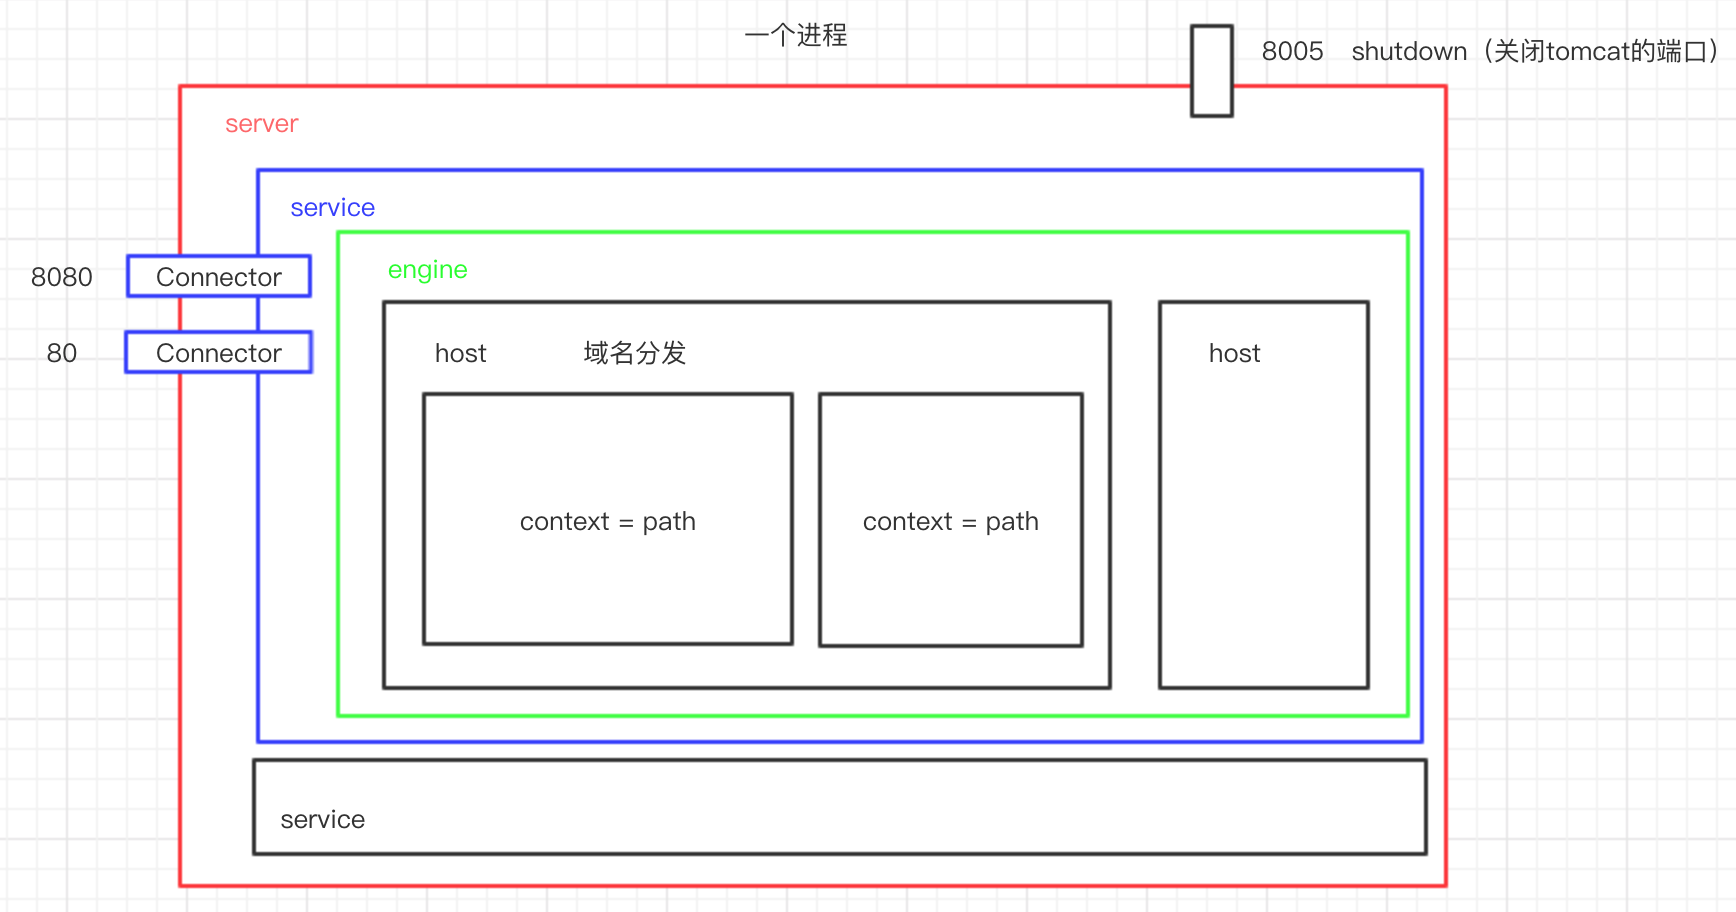 一个进程
8005 shutdown（关闭tomcat的端口）
server
service
engine
8080 Connector
80 Connector
host 域名分发
host
context = path
context = path
service